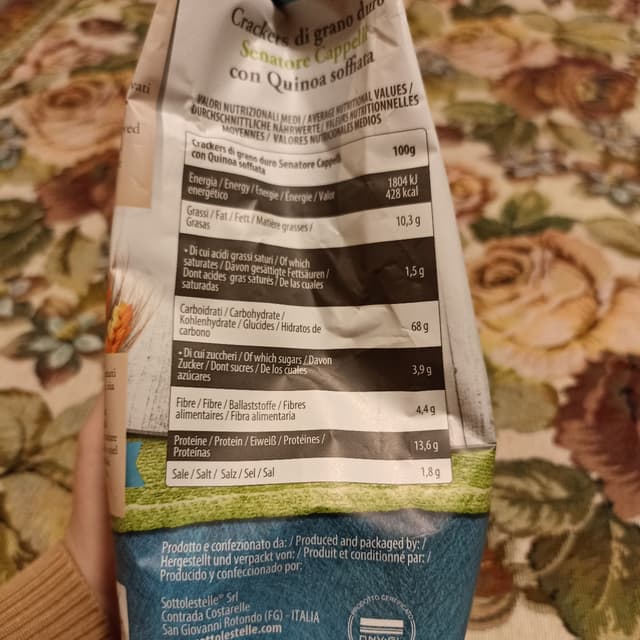 Crackers di grano duro
Senatore Cappelli
con Quinoa soffiata
VALORI NUTRIZIONALI MEDI / AVERAGE NUTRITIONAL VALUES /
DURCHSCHNITTLICHE NÄHRWERTE / VALEURS NUTRITIONNELLES
MOYENNES / VALORES NUTRICIONALES MEDIOS
Crackers di grano duro Senatore Cappelli
con Quinoa soffiata
100g
Energia / Energy / Energie / Énergie / Valor
energético
1804 kJ
428 kcal
Grassi / Fat / Fett / Matière grasses /
Grasas
10,3 g
• Di cui acidi grassi saturi / Of which
saturates / Davon gesättigte Fettsäuren /
Dont acides gras saturés / De las cuales
saturadas
1,5 g
Carboidrati / Carbohydrate /
Kohlenhydrate / Glucides / Hidratos de
carbono
68 g
• Di cui zuccheri / Of which sugars / Davon
Zucker / Dont sucres / De los cuales
azúcares
3,9 g
Fibre / Fibre / Ballaststoffe / Fibres
alimentaires / Fibra alimentaria
4,4 g
Proteine / Protein / Eiweiß / Protéines /
Proteínas
13,6 g
Sale / Salt / Salz / Sel / Sal
1,8 g
Prodotto e confezionato da: / Produced and packaged by: /
Hergestellt und verpackt von: / Produit et conditionné par: /
Producido y confeccionado por:
Sottolestelle® Srl
Contrada Costarelle
San Giovanni Rotondo (FG) - ITALIA
ottolestelle.com
PRODOTTO CERTIFICATO